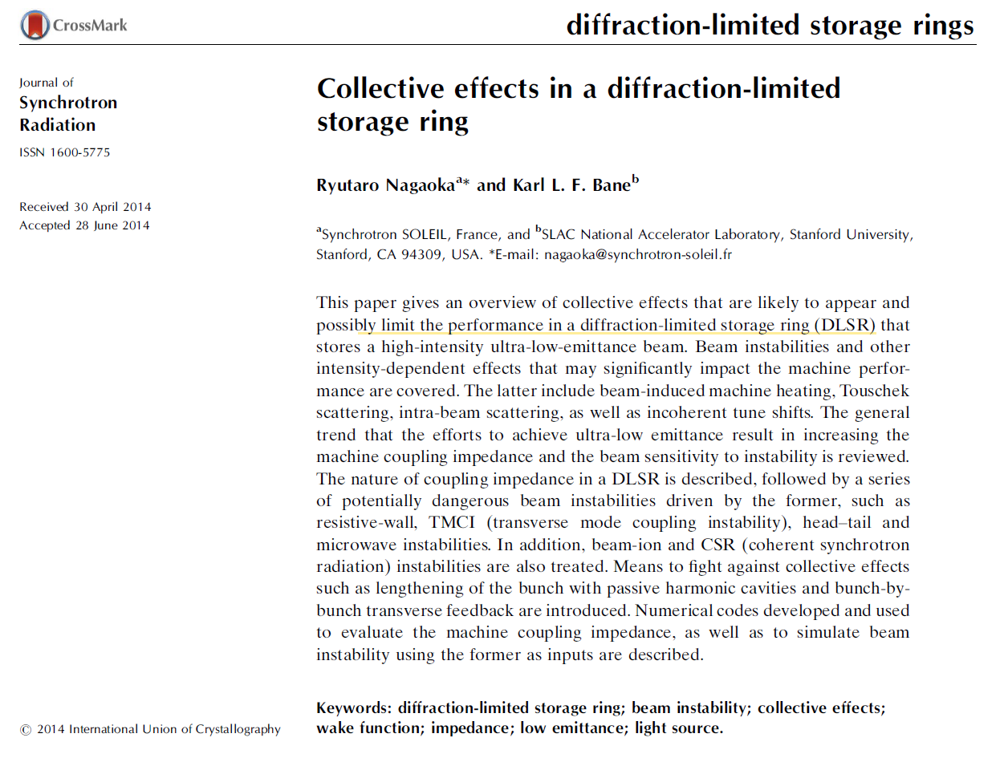 CrossMark
diffraction-limited storage rings
Journal of
Synchrotron
Radiation
ISSN 1600-5775
Received 30 April 2014
Accepted 28 June 2014
Collective effects in a diffraction-limited
storage ring
Ryutaro Nagaokaa* and Karl L. F. Baneb
aSynchrotron SOLEIL, France, and bSLAC National Accelerator Laboratory, Stanford University,
Stanford, CA 94309, USA. *E-mail: nagaoka@synchrotron-soleil.fr
This paper gives an overview of collective effects that are likely to appear and
possibly limit the performance in a diffraction-limited storage ring (DLSR) that
stores a high-intensity ultra-low-emittance beam. Beam instabilities and other
intensity-dependent effects that may significantly impact the machine perfor-
mance are covered. The latter include beam-induced machine heating, Touschek
scattering, intra-beam scattering, as well as incoherent tune shifts. The general
trend that the efforts to achieve ultra-low emittance result in increasing the
machine coupling impedance and the beam sensitivity to instability is reviewed.
The nature of coupling impedance in a DLSR is described, followed by a series
of potentially dangerous beam instabilities driven by the former, such as
resistive-wall, TMCI (transverse mode coupling instability), head–tail and
microwave instabilities. In addition, beam-ion and CSR (coherent synchrotron
radiation) instabilities are also treated. Means to fight against collective effects
such as lengthening of the bunch with passive harmonic cavities and bunch-by-
bunch transverse feedback are introduced. Numerical codes developed and used
to evaluate the machine coupling impedance, as well as to simulate beam
instability using the former as inputs are described.
Keywords: diffraction-limited storage ring; beam instability; collective effects;
wake function; impedance; low emittance; light source.
© 2014 International Union of Crystallography